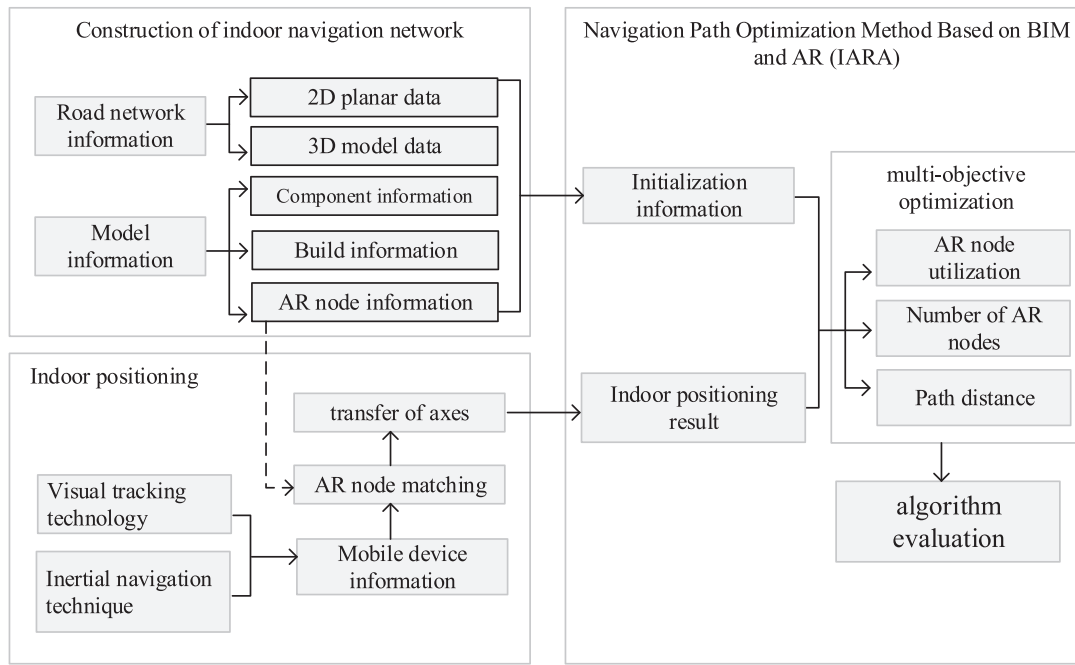 Construction of indoor navigation network
Road network
information
2D planar data
3D model data
Model
information
Component information
Build information
AR node information
Indoor positioning
transfer of axes
AR node matching
Visual tracking
technology
Inertial navigation
technique
Mobile device
information
Navigation Path Optimization Method Based on BIM
and AR (IARA)
Initialization
information
Indoor positioning
result
multi-objective
optimization
AR node
utilization
Number of AR
nodes
Path distance
algorithm
evaluation